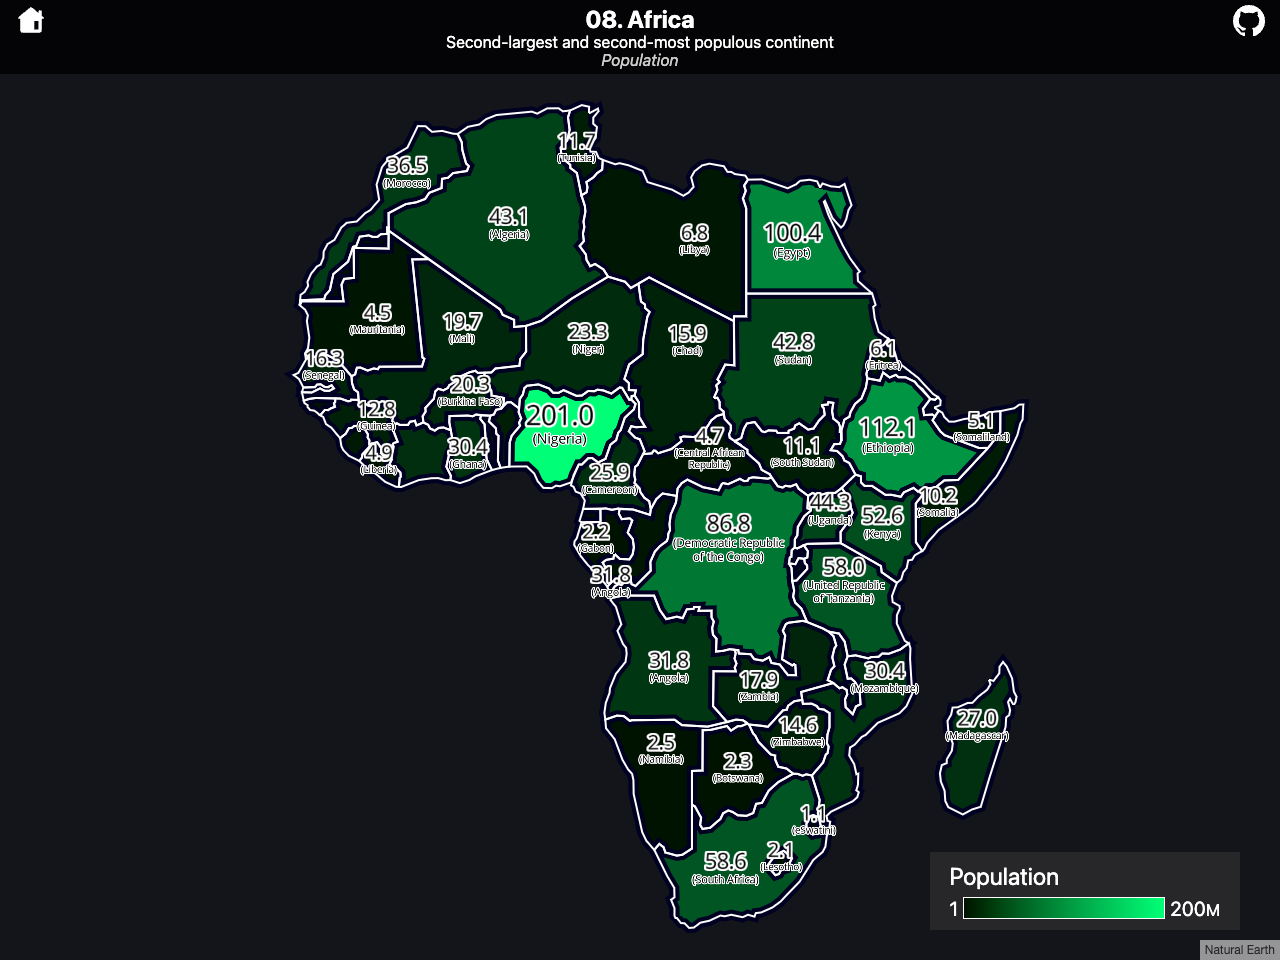 08. Africa
Second-largest and second-most populous continent
Population
11.7
(Tunisia)
36.5
(Morocco)
43.1
(Algeria)
6.8
(Libya)
100.4
(Egypt)
4.5
(Mauritania)
19.7
(Mali)
23.3
(Niger)
15.9
(Chad)
42.8
(Sudan)
6.1
(Eritrea)
16.3
(Senegal)
20.3
(Burkina Faso)
12.8
(Guinea)
201.0
(Nigeria)
112.1
(Ethiopia)
5.1
(Somaliland)
4.9
(Liberia)
30.4
(Ghana)
4.7
(Central African
Republic)
11.1
(South Sudan)
25.9
(Cameroon)
44.3
(Uganda)
52.6
(Kenya)
10.2
(Somalia)
2.2
(Gabon)
86.8
(Democratic Republic
of the Congo)
31.8
(Angola)
58.0
(United Republic
of Tanzania)
31.8
(Angola)
17.9
(Zambia)
30.4
(Mozambique)
27.0
(Madagascar)
14.6
(Zimbabwe)
2.5
(Namibia)
2.3
(Botswana)
1.1
(eSwatini)
2.1
(Lesotho)
58.6
(South Africa)
Population
1 200M
Natural Earth